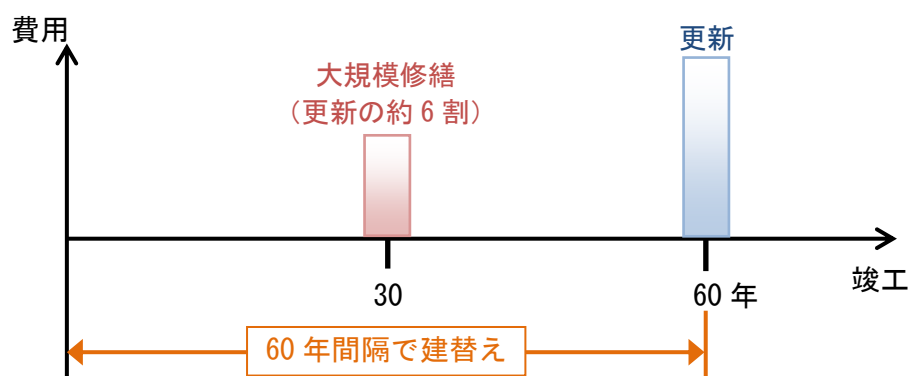 費用
更新
大規模修繕
(更新の約 6 割)
30
60 年
竣工
60 年間隔で建替え